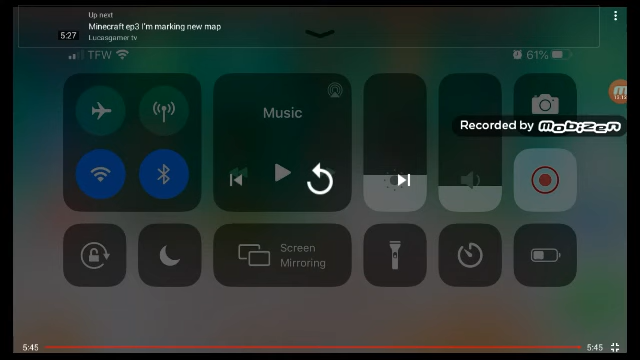 Up next
Minecraft ep3 I'm marking new map
5:27
Lucasgamer tv
TFW
61%
Music
Recorded by mobizen
Screen
Mirroring
5:45
5:45